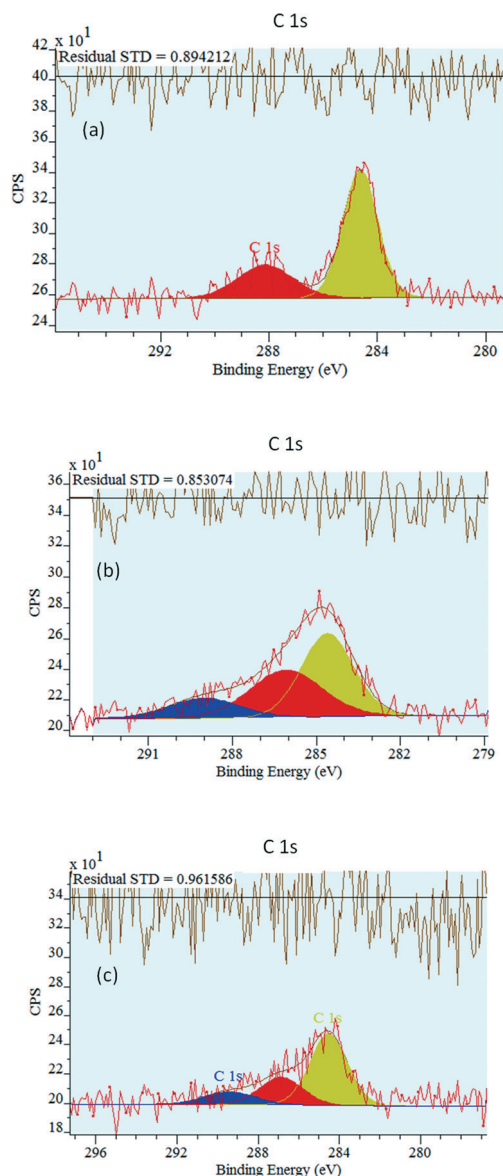 C 1s
x 10¹
Residual STD = 0.894212
42
40
38
(a)
34
CPS
C 1s
30
28
26
24
292 288 284 280
Binding Energy (eV)
C 1s
x 10¹
36
Residual STD = 0.853074
34
32
30
(b)
CPS
28
26
24
22
20
291 288 285 282 279
Binding Energy (eV)
C 1s
x 10¹
Residual STD = 0.961586
34
30
(c)
28
CPS
26
C 1s
24
C 1s
22
20
18
296 292 288 284 280
Binding Energy (eV)